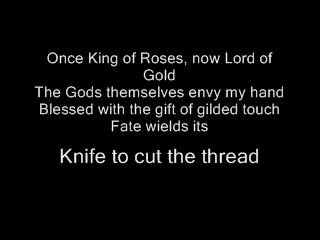 Once King of Roses, now Lord of
Gold
The Gods themselves envy my hand
Blessed with the gift of gilded touch
Fate wields its
Knife to cut the thread